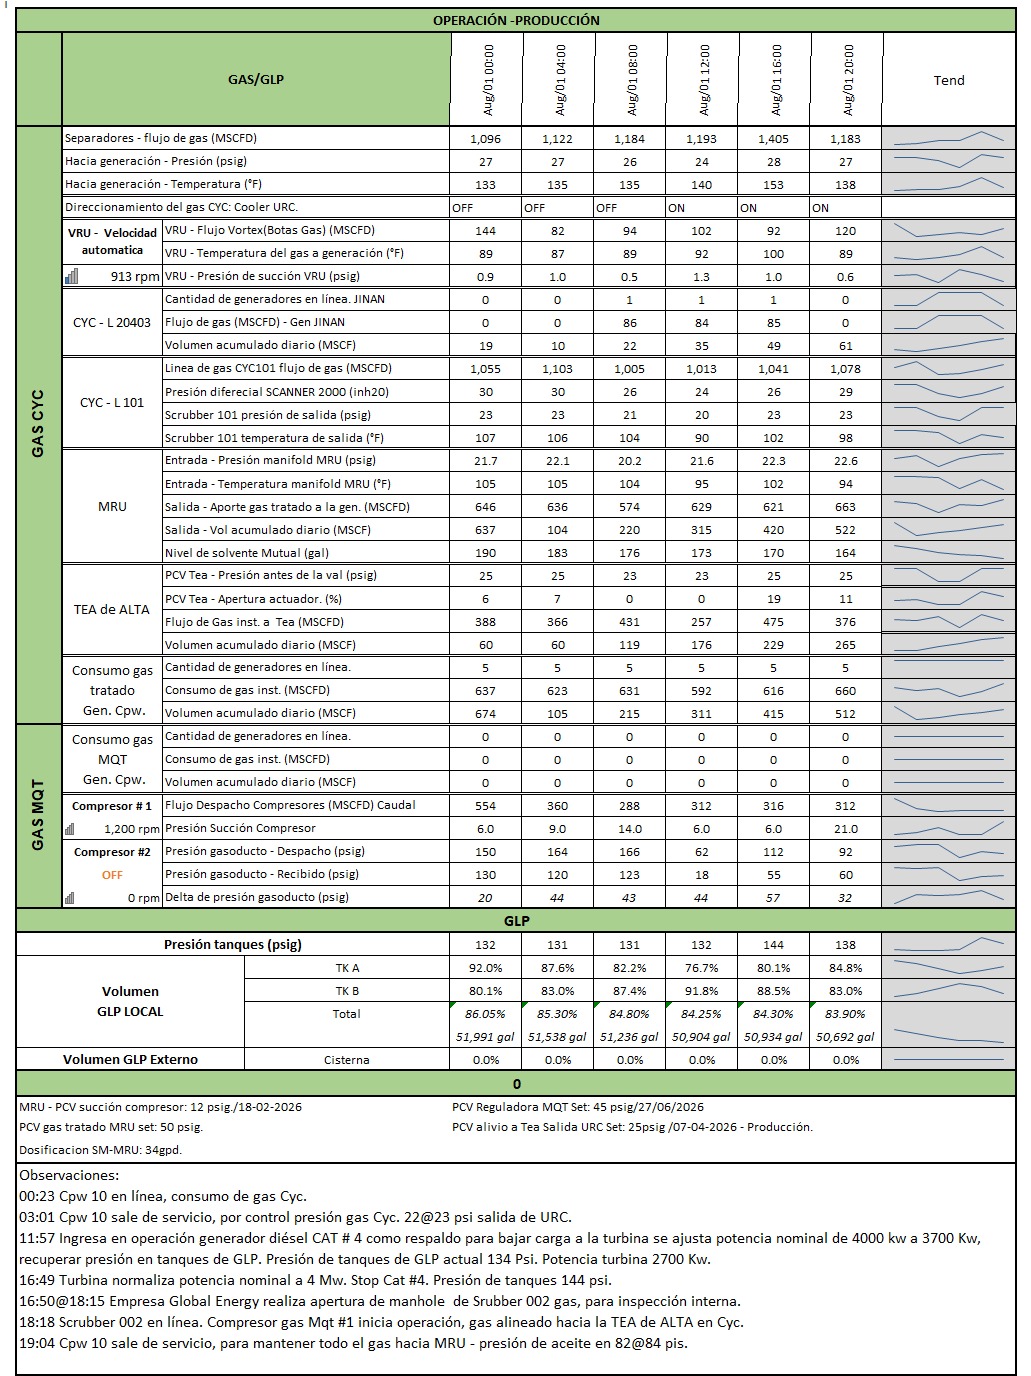 OPERACIÓN -PRODUCCIÓN
GAS/GLP Aug/01 00:00 Aug/01 04:00 Aug/01 08:00 Aug/01 12:00 Aug/01 16:00 Aug/01 20:00 Tend
GAS CYC
Separadores - flujo de gas (MSCFD) 1,096 1,122 1,184 1,193 1,405 1,183
Hacia generación - Presión (psig) 27 27 26 24 28 27
Hacia generación - Temperatura (°F) 133 135 135 140 153 138
Direccionamiento del gas CYC: Cooler URC. OFF OFF OFF ON ON ON
VRU - Velocidad automatica
913 rpm
VRU - Flujo Vortex(Botas Gas) (MSCFD) 144 82 94 102 92 120
VRU - Temperatura del gas a generación (°F) 89 87 89 92 100 89
VRU - Presión de succión VRU (psig) 0.9 1.0 0.5 1.3 1.0 0.6
CYC - L 20403
Cantidad de generadores en línea. JINAN 0 0 1 1 1 0
Flujo de gas (MSCFD) - Gen JINAN 0 0 86 84 85 0
Volumen acumulado diario (MSCF) 19 10 22 35 49 61
CYC - L 101
Linea de gas CYC101 flujo de gas (MSCFD) 1,055 1,103 1,005 1,013 1,041 1,078
Presión diferecial SCANNER 2000 (inh20) 30 30 26 24 26 29
Scrubber 101 presión de salida (psig) 23 23 21 20 23 23
Scrubber 101 temperatura de salida (°F) 107 106 104 90 102 98
MRU
Entrada - Presión manifold MRU (psig) 21.7 22.1 20.2 21.6 22.3 22.6
Entrada - Temperatura manifold MRU (°F) 105 105 104 95 102 94
Salida - Aporte gas tratado a la gen. (MSCFD) 646 636 574 629 621 663
Salida - Vol acumulado diario (MSCF) 637 104 220 315 420 522
Nivel de solvente Mutual (gal) 190 183 176 173 170 164
TEA de ALTA
PCV Tea - Presión antes de la val (psig) 25 25 23 23 25 25
PCV Tea - Apertura actuador. (%) 6 7 0 0 19 11
Flujo de Gas inst. a Tea (MSCFD) 388 366 431 257 475 376
Volumen acumulado diario (MSCF) 60 60 119 176 229 265
Consumo gas tratado Gen. Cpw.
Cantidad de generadores en línea. 5 5 5 5 5 5
Consumo de gas inst. (MSCFD) 637 623 631 592 616 660
Volumen acumulado diario (MSCF) 674 105 215 311 415 512
GAS MQT
Consumo gas MQT Gen. Cpw.
Cantidad de generadores en línea. 0 0 0 0 0 0
Consumo de gas inst. (MSCFD) 0 0 0 0 0 0
Volumen acumulado diario (MSCF) 0 0 0 0 0 0
Compresor # 1
1,200 rpm
Flujo Despacho Compresores (MSCFD) Caudal 554 360 288 312 316 312
Presión Succión Compresor 6.0 9.0 14.0 6.0 6.0 21.0
Compresor #2
OFF
0 rpm
Presión gasoducto - Despacho (psig) 150 164 166 62 112 92
Presión gasoducto - Recibido (psig) 130 120 123 18 55 60
Delta de presión gasoducto (psig) 20 44 43 44 57 32
GLP
Presión tanques (psig) 132 131 131 132 144 138
Volumen GLP LOCAL
TK A 92.0% 87.6% 82.2% 76.7% 80.1% 84.8%
TK B 80.1% 83.0% 87.4% 91.8% 88.5% 83.0%
Total 86.05% 85.30% 84.80% 84.25% 84.30% 83.90%
51,991 gal 51,538 gal 51,236 gal 50,904 gal 50,934 gal 50,692 gal
Volumen GLP Externo Cisterna 0.0% 0.0% 0.0% 0.0% 0.0% 0.0%
0
MRU - PCV succión compresor: 12 psig./18-02-2026 PCV Reguladora MQT Set: 45 psig/27/06/2026
PCV gas tratado MRU set: 50 psig. PCV alivio a Tea Salida URC Set: 25psig /07-04-2026 - Producción.
Dosificacion SM-MRU: 34gpd.
Observaciones:
00:23 Cpw 10 en línea, consumo de gas Cyc.
03:01 Cpw 10 sale de servicio, por control presión gas Cyc. 22@23 psi salida de URC.
11:57 Ingresa en operación generador diésel CAT # 4 como respaldo para bajar carga a la turbina se ajusta potencia nominal de 4000 kw a 3700 Kw,
recuperar presión en tanques de GLP. Presión de tanques de GLP actual 134 Psi. Potencia turbina 2700 Kw.
16:49 Turbina normaliza potencia nominal a 4 Mw. Stop Cat #4. Presión de tanques 144 psi.
16:50@18:15 Empresa Global Energy realiza apertura de manhole  de Srubber 002 gas, para inspección interna.
18:18 Scrubber 002 en línea. Compresor gas Mqt #1 inicia operación, gas alineado hacia la TEA de ALTA en Cyc.
19:04 Cpw 10 sale de servicio, para mantener todo el gas hacia MRU - presión de aceite en 82@84 pis.